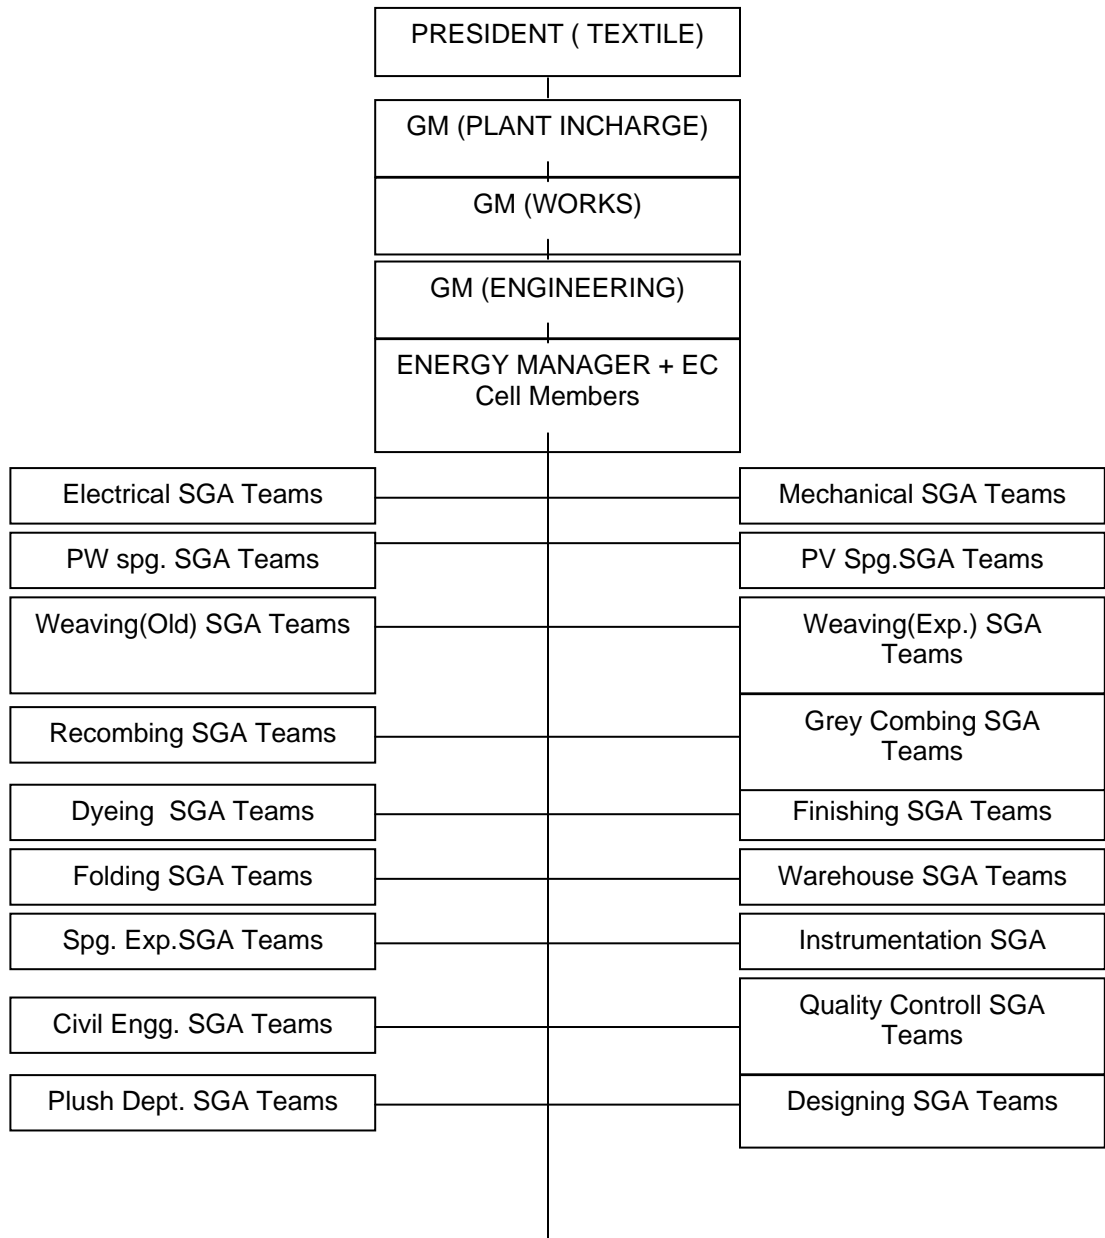 PRESIDENT ( TEXTILE)
GM (PLANT INCHARGE)
GM (WORKS)
GM (ENGINEERING)
ENERGY MANAGER + EC
Cell Members
Electrical SGA Teams
Mechanical SGA Teams
PW spg. SGA Teams
PV Spg.SGA Teams
Weaving(Old) SGA Teams
Weaving(Exp.) SGA
Teams
Recombing SGA Teams
Grey Combing SGA
Teams
Dyeing  SGA Teams
Finishing SGA Teams
Folding SGA Teams
Warehouse SGA Teams
Spg. Exp.SGA Teams
Instrumentation SGA
Civil Engg. SGA Teams
Quality Controll SGA
Teams
Plush Dept. SGA Teams
Designing SGA Teams